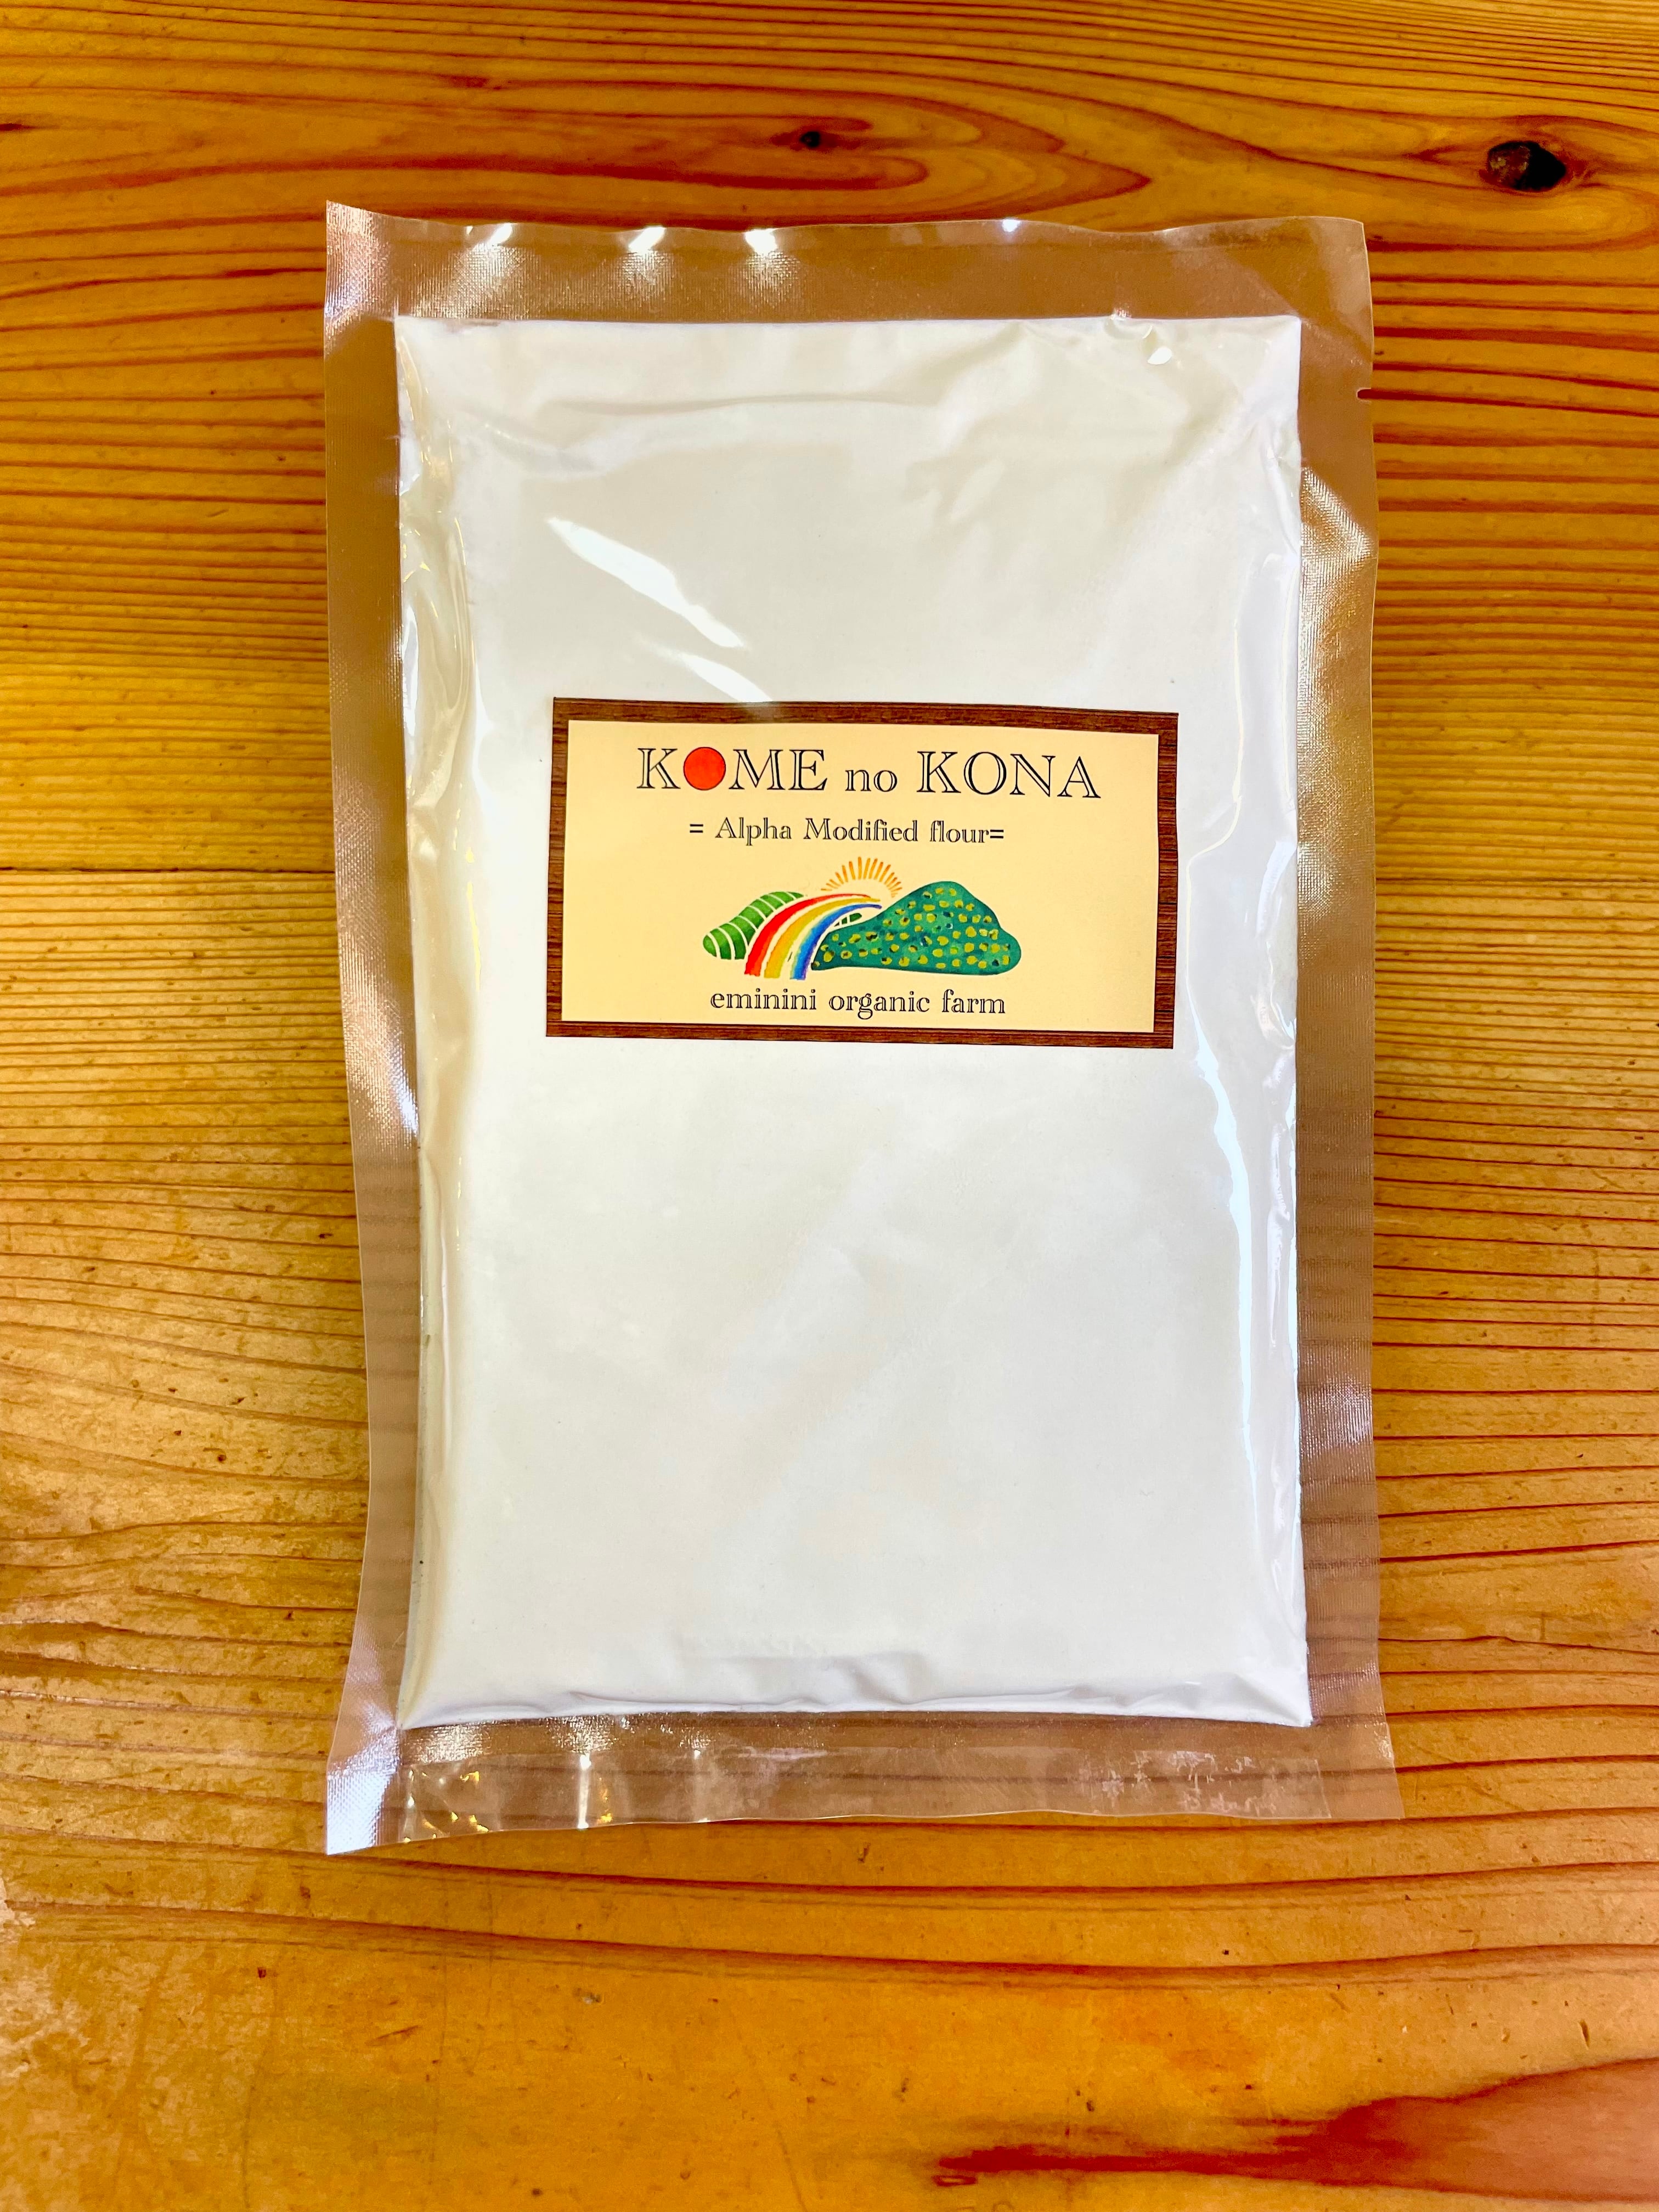 KOME no KONA
= Alpha Modified flour=
eminini organic farm